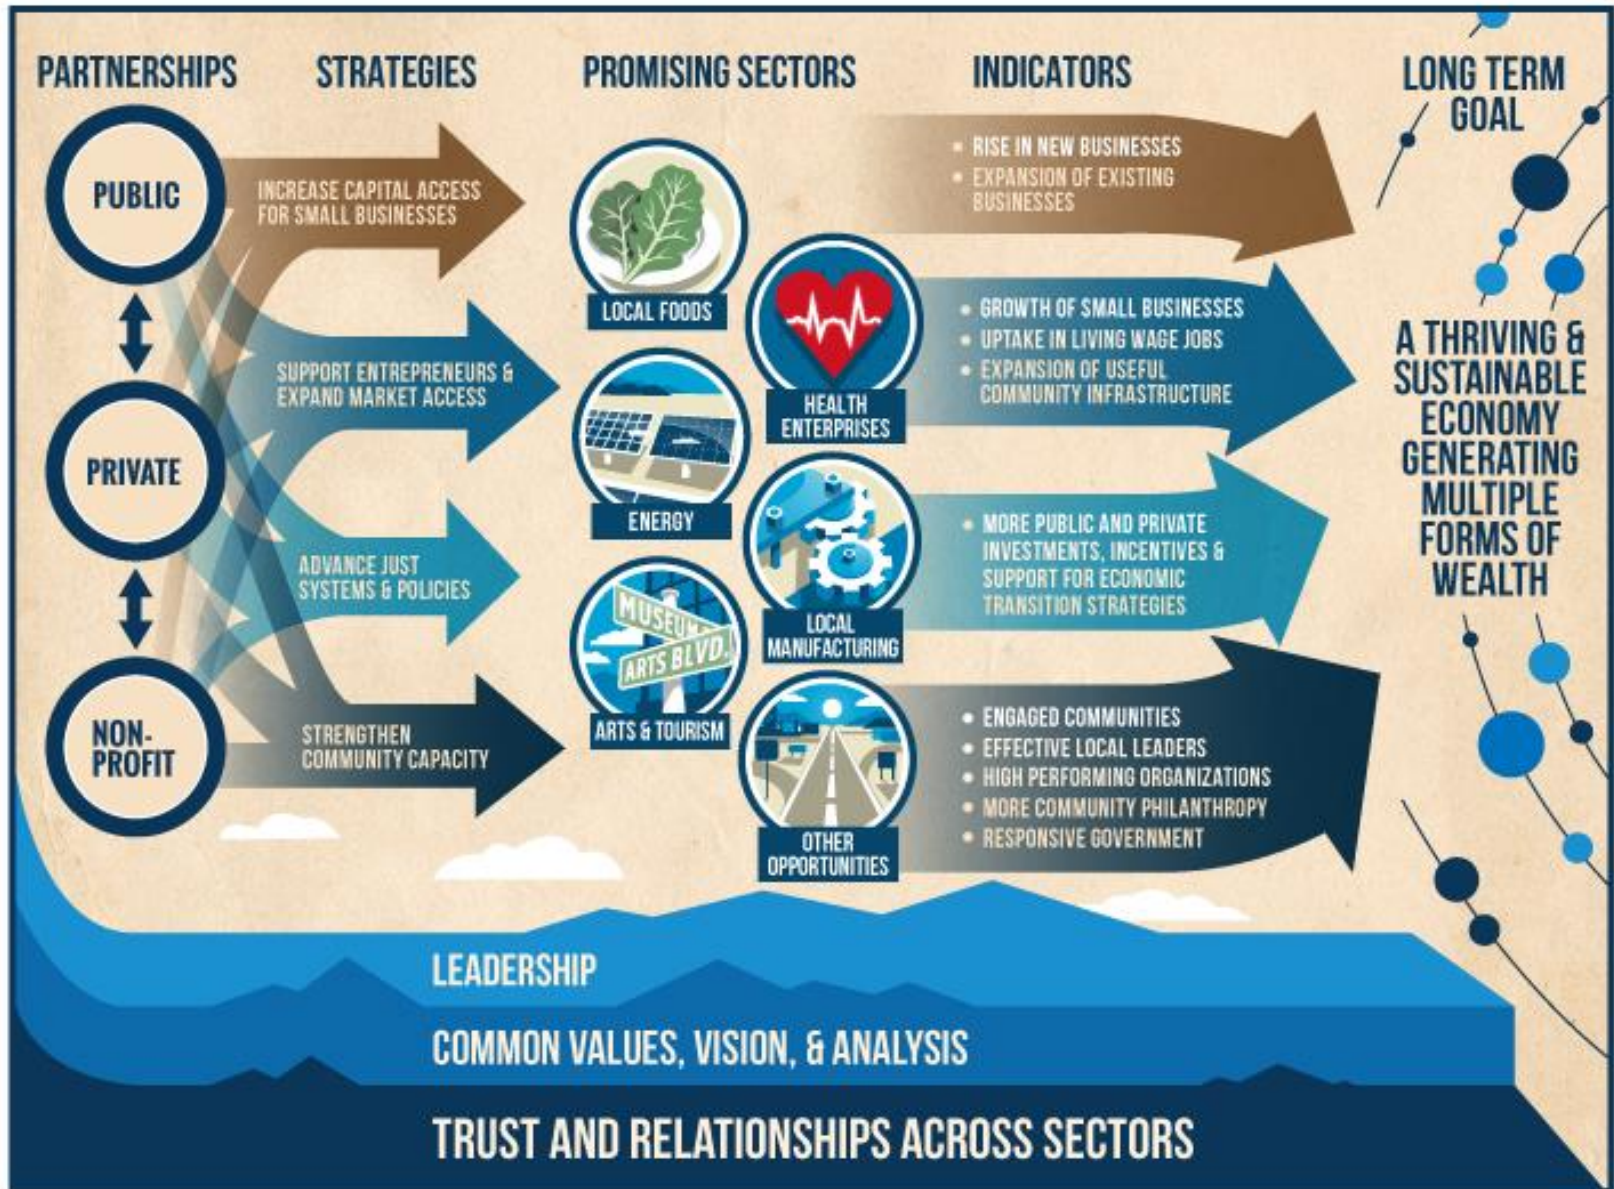 PARTNERSHIPS
STRATEGIES
PROMISING SECTORS
INDICATORS
LONG TERM
GOAL
PUBLIC
PRIVATE
NON-
PROFIT
INCREASE CAPITAL ACCESS
FOR SMALL BUSINESSES
SUPPORT ENTREPRENEURS &
EXPAND MARKET ACCESS
ADVANCE JUST
SYSTEMS & POLICIES
STRENGTHEN
COMMUNITY CAPACITY
LOCAL FOODS
HEALTH
ENTERPRISES
ENERGY
LOCAL
MANUFACTURING
MUSEUM
ARTS BLVD.
ARTS & TOURISM
OTHER
OPPORTUNITIES
▪ RISE IN NEW BUSINESSES
• EXPANSION OF EXISTING
BUSINESSES
• GROWTH OF SMALL BUSINESSES
• UPTAKE IN LIVING WAGE JOBS
• EXPANSION OF USEFUL
COMMUNITY INFRASTRUCTURE
• MORE PUBLIC AND PRIVATE
INVESTMENTS, INCENTIVES &
SUPPORT FOR ECONOMIC
TRANSITION STRATEGIES
• ENGAGED COMMUNITIES
• EFFECTIVE LOCAL LEADERS
• HIGH PERFORMING ORGANIZATIONS
• MORE COMMUNITY PHILANTHROPY
• RESPONSIVE GOVERNMENT
A THRIVING &
SUSTAINABLE
ECONOMY
GENERATING
MULTIPLE
FORMS OF
WEALTH
LEADERSHIP
COMMON VALUES, VISION, & ANALYSIS
TRUST AND RELATIONSHIPS ACROSS SECTORS